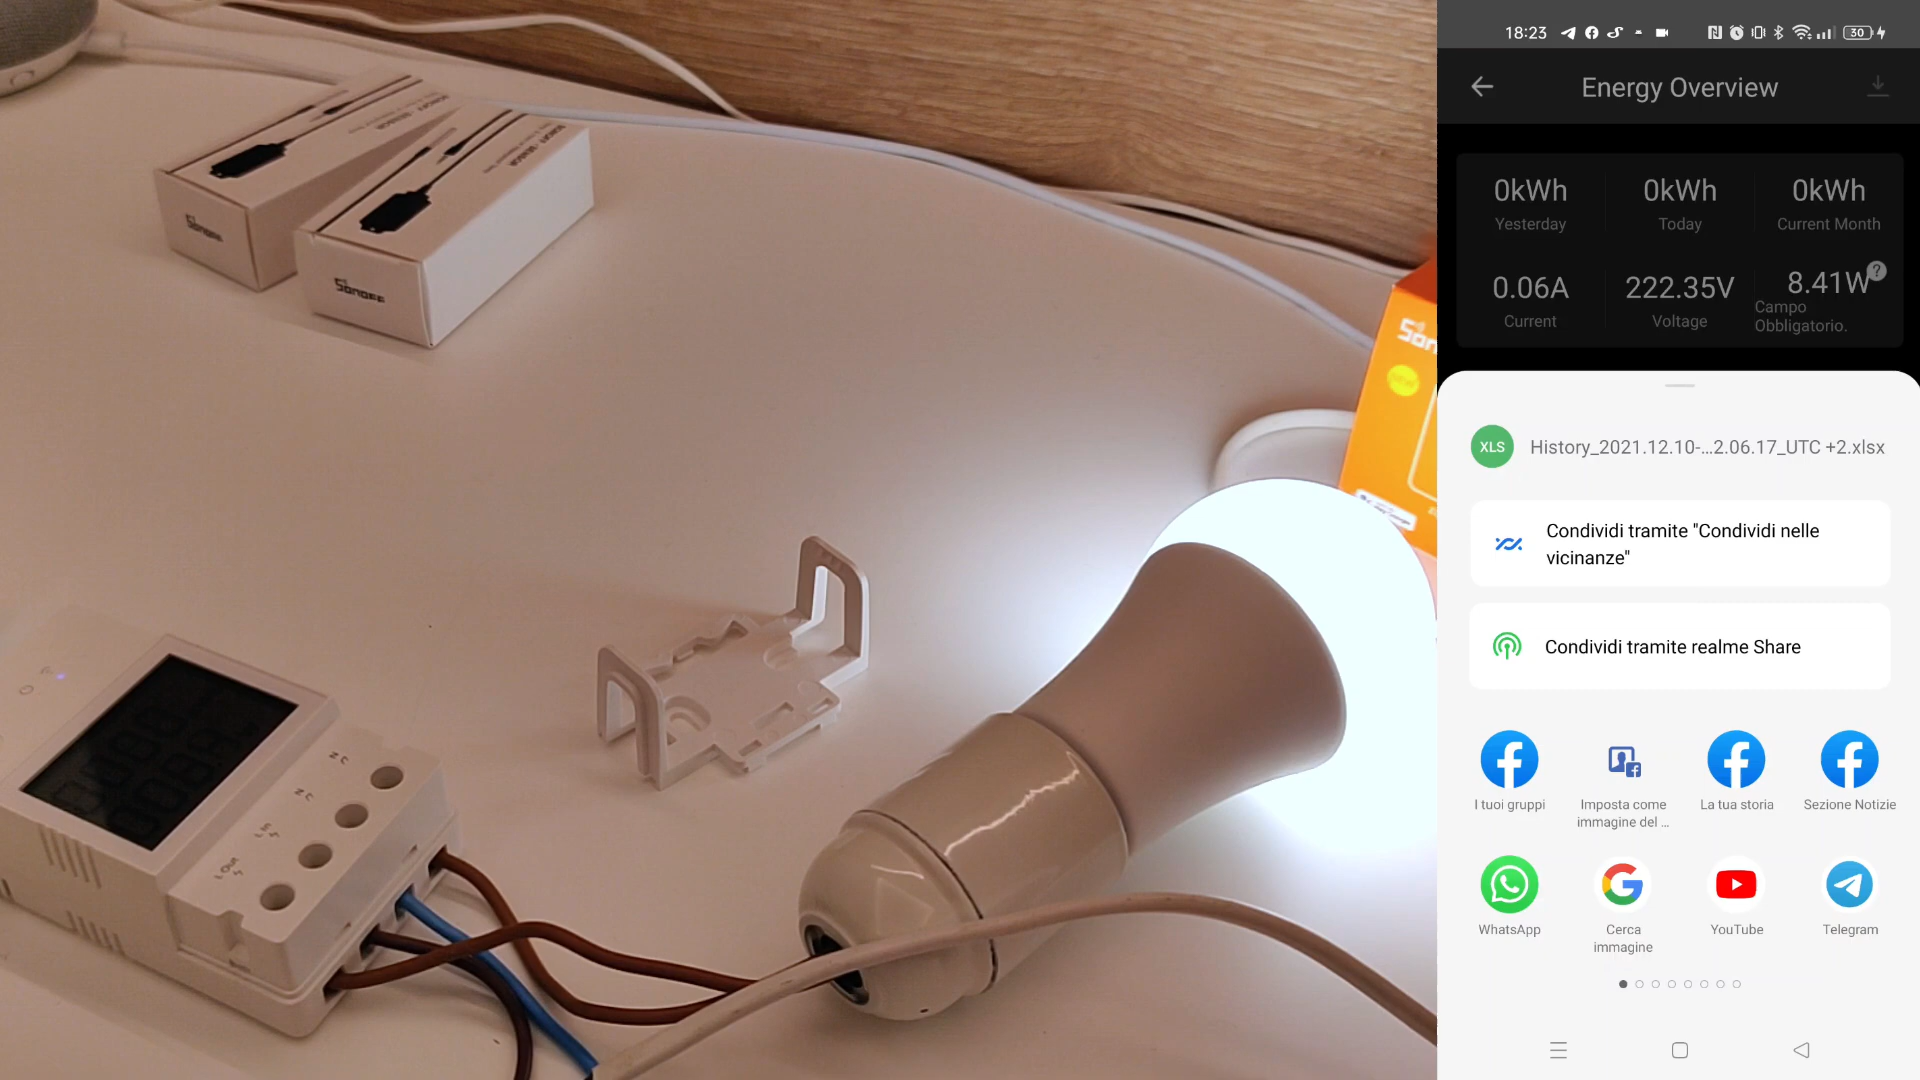 SONOFF
SONOFF
Son
18:23
30
Energy Overview
0kWh
0kWh
0kWh
Yesterday
Today
Current Month
0.06A
222.35V
8.41W
?
Current
Voltage
Campo
Obbligatorio.
XLS
History_2021.12.10-...2.06.17_UTC +2.xlsx
Condividi tramite "Condividi nelle
vicinanze"
Condividi tramite realme Share
I tuoi gruppi
Imposta come
immagine del ...
La tua storia
Sezione Notizie
WhatsApp
Cerca
immagine
YouTube
Telegram